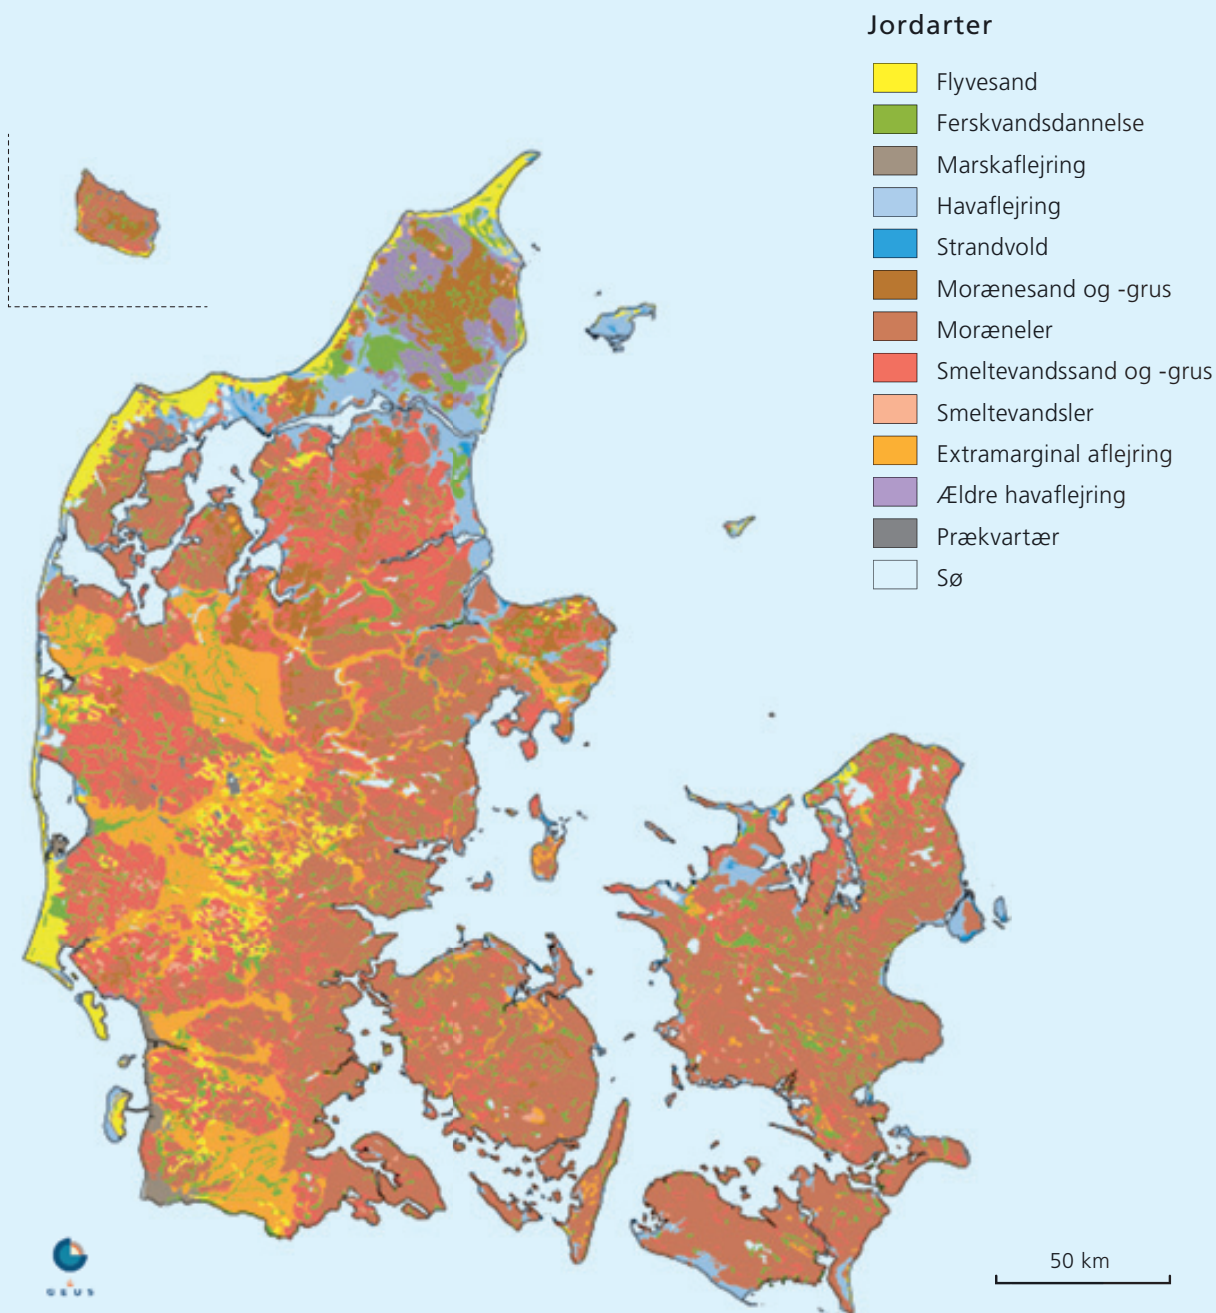 Jordarter
Flyvesand
Ferskvandsdannelse
Marskaflejring
Havaflejring
Strandvold
Morænesand og -grus
Moræneler
Smeltevandssand og -grus
Smeltevandsler
Extramarginal aflejring
Ældre havaflejring
Prækvartær
Sø
50 km
GEUS